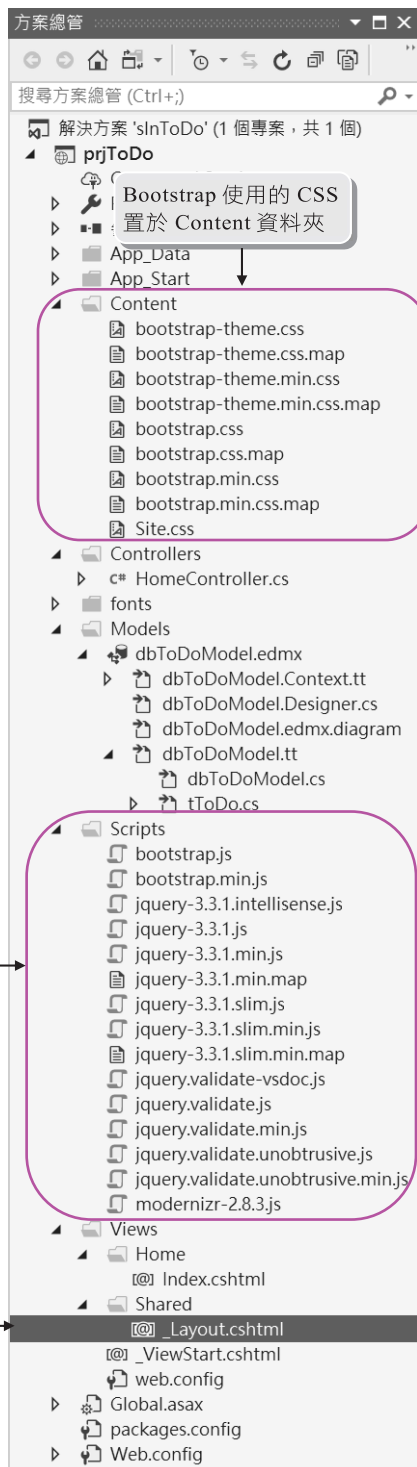 方案總管
搜尋方案總管 (Ctrl+;)
解決方案 'slnToDo' (1 個專案，共 1 個)
prjToDo
Bootstrap 使用的 CSS
置於 Content 資料夾
App_Data
App_Start
Content
bootstrap-theme.css
bootstrap-theme.css.map
bootstrap-theme.min.css
bootstrap-theme.min.css.map
bootstrap.css
bootstrap.css.map
bootstrap.min.css
bootstrap.min.css.map
Site.css
Controllers
C# HomeController.cs
fonts
Models
dbToDoModel.edmx
dbToDoModel.Context.tt
dbToDoModel.Designer.cs
dbToDoModel.edmx.diagram
dbToDoModel.tt
dbToDoModel.cs
tToDo.cs
Scripts
bootstrap.js
bootstrap.min.js
jquery-3.3.1.intellisense.js
jquery-3.3.1.js
jquery-3.3.1.min.js
jquery-3.3.1.min.map
jquery-3.3.1.slim.js
jquery-3.3.1.slim.min.js
jquery-3.3.1.slim.min.map
jquery.validate-vsdoc.js
jquery.validate.js
jquery.validate.min.js
jquery.validate.unobtrusive.js
jquery.validate.unobtrusive.min.js
modernizr-2.8.3.js
Views
Home
[@] Index.cshtml
Shared
[@] _Layout.cshtml
[@] _ViewStart.cshtml
web.config
Global.asax
packages.config
Web.config